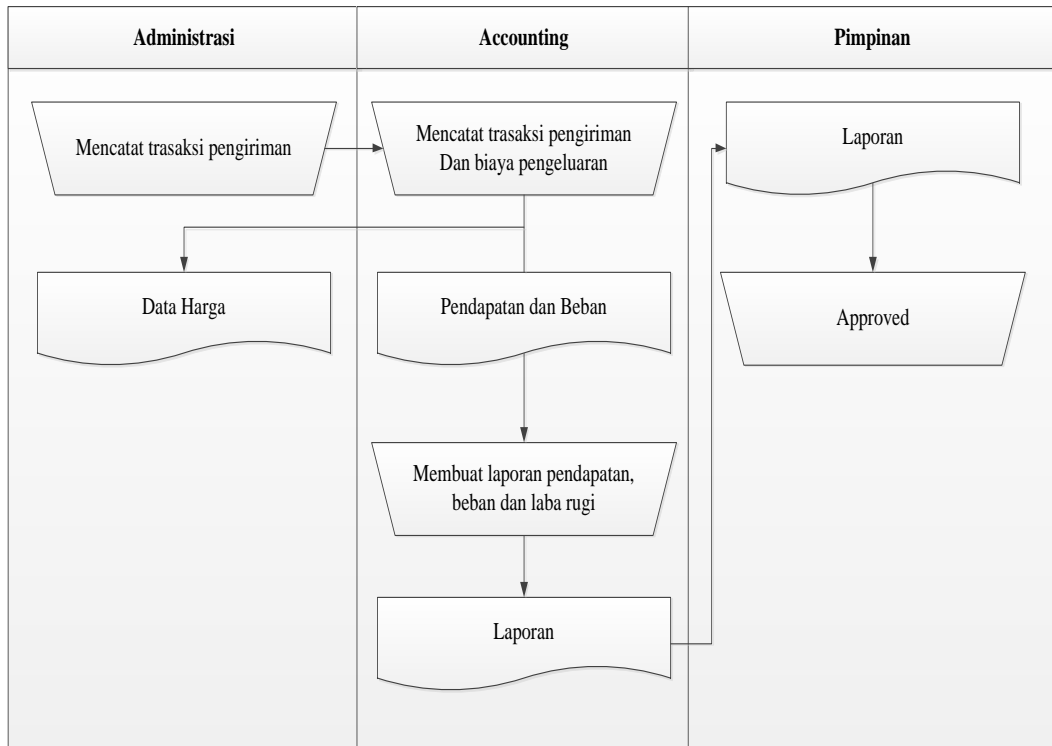 Administrasi
Accounting
Pimpinan
Mencatat trasaksi pengiriman
Mencatat trasaksi pengiriman
Dan biaya pengeluaran
Laporan
Data Harga
Pendapatan dan Beban
Approved
Membuat laporan pendapatan,
beban dan laba rugi
Laporan